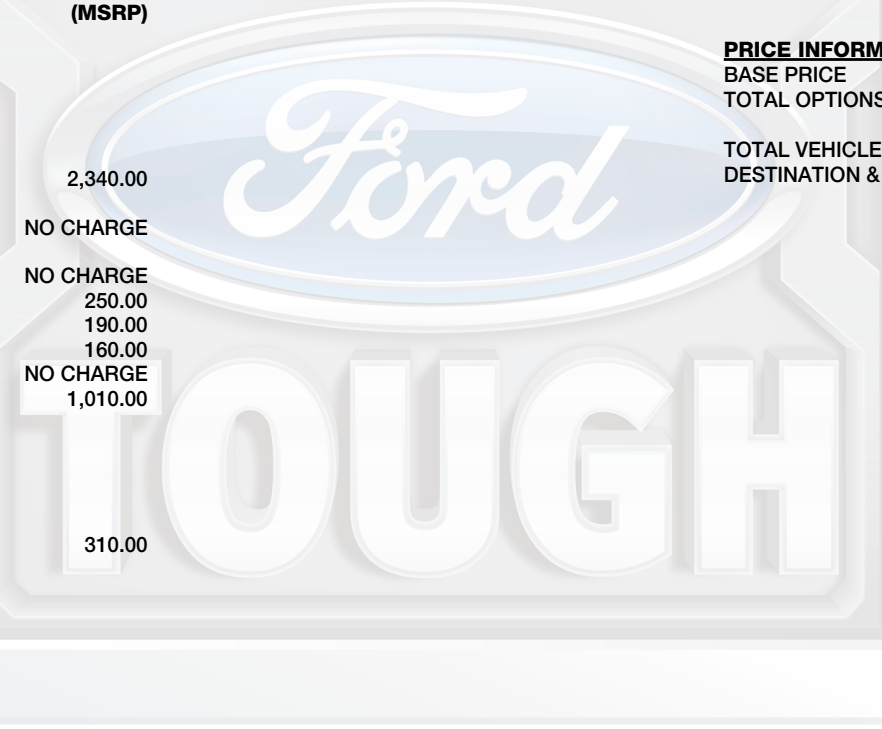 (MSRP)
2,340.00
NO CHARGE
NO CHARGE
250.00
190.00
160.00
NO CHARGE
1,010.00
310.00
PRICE INFORM
BASE PRICE
TOTAL OPTIONS
TOTAL VEHICLE
DESTINATION &
Ford
TOUGH